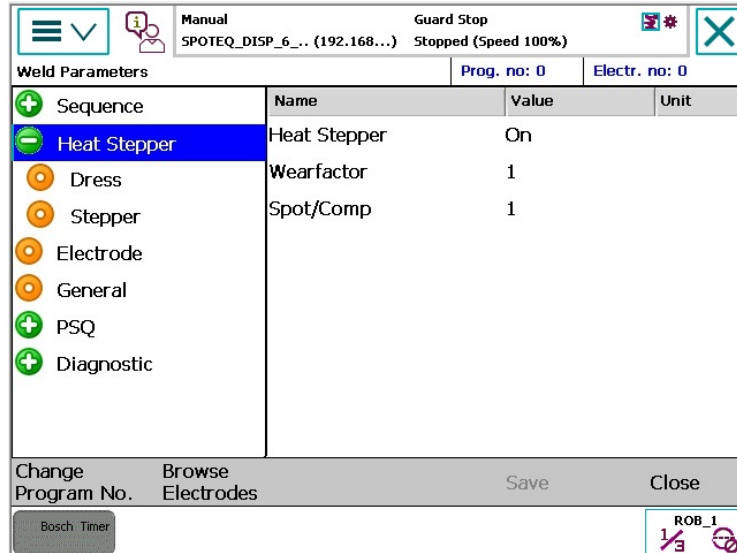 Manual
SPOTEQ_DISP_6_.. (192.168...)
Guard Stop
Stopped (Speed 100%)
Weld Parameters
Prog. no: 0
Electr. no: 0
Sequence
Heat Stepper
Dress
Stepper
Electrode
General
PSQ
Diagnostic
Name Value Unit
Heat Stepper On
Wearfactor 1
Spot/Comp 1
Change
Program No.
Browse
Electrodes
Save
Close
Bosch Timer
ROB_1
1/3